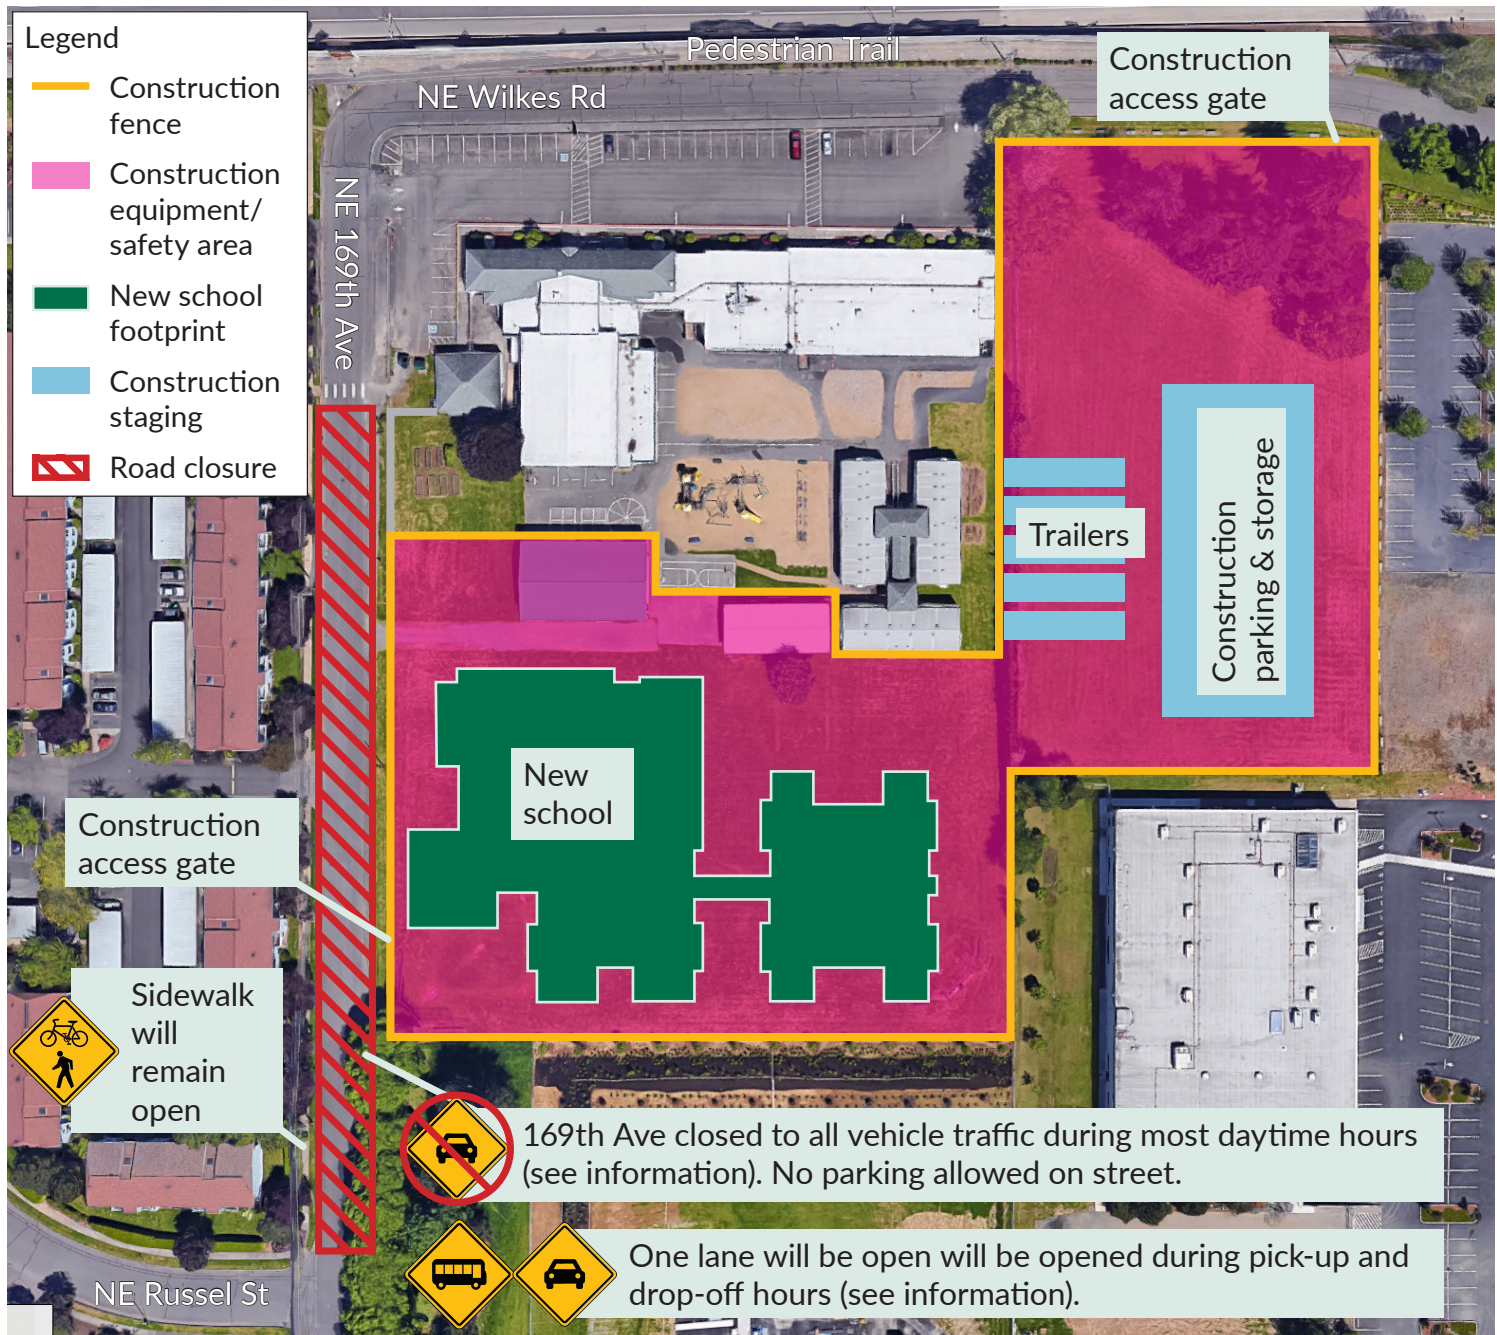 Legend
Construction
fence
Construction
equipment/
safety area
New school
footprint
Construction
staging
Road closure
Pedestrian Trail
NE Wilkes Rd
Construction
access gate
NE 169th Ave
Trailers
Construction
parking & storage
New
school
Construction
access gate
Sidewalk
will
remain
open
169th Ave closed to all vehicle traffic during most daytime hours
(see information). No parking allowed on street.
One lane will be open will be opened during pick-up and
drop-off hours (see information).
NE Russel St